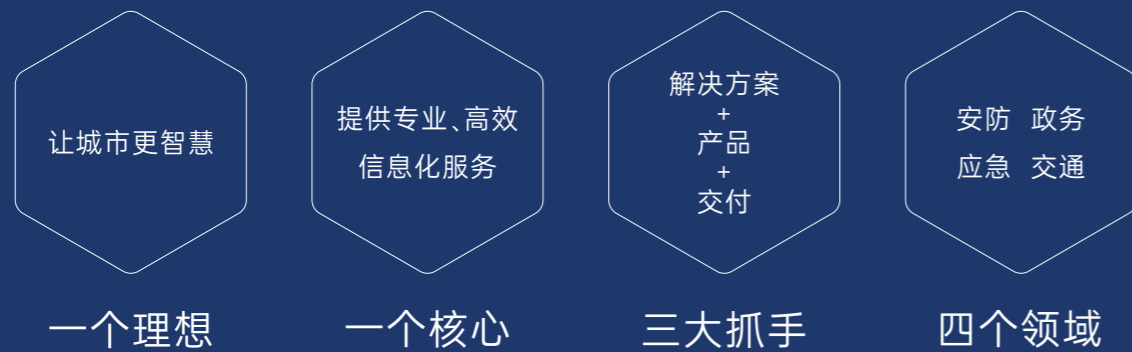 让城市更智慧
一个理想
提供专业、高效
信息化服务
一个核心
解决方案
+
产品
+
交付
三大抓手
安防 政务
应急 交通
四个领域